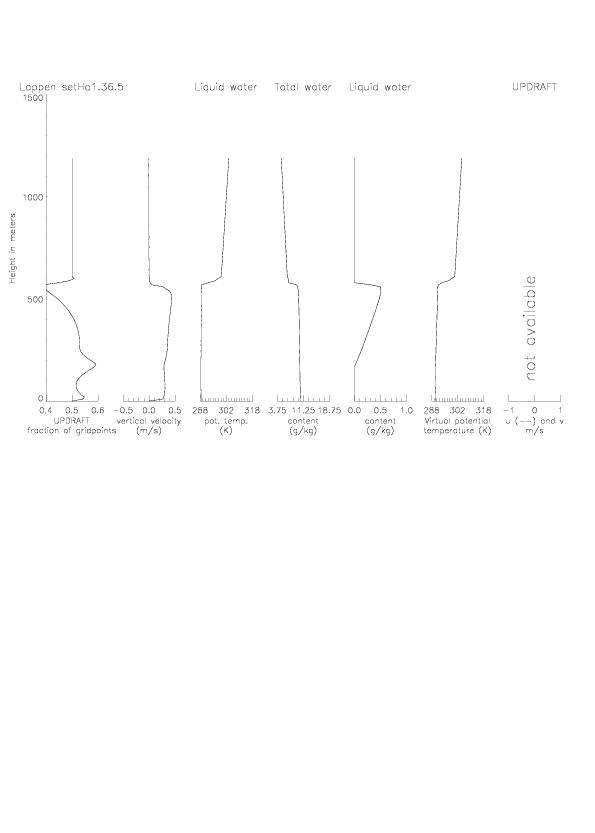 Lappen setHa1.36.5
Liquid water
Total water
Liquid water
UPDRAFT
1500
1000
500
0
Height in meters
not available
0.4 0.5 0.6
-0.5 0.0 0.5
288 302 318
3.75 11.25 18.75
0.0 0.5 1.0
288 302 318
-1 0 1
UPDRAFT
fraction of gridpoints
vertical velocity
(m/s)
pot. temp.
(K)
content
(g/kg)
content
(g/kg)
Virtual potential
temperature (K)
u (--) and v
m/s